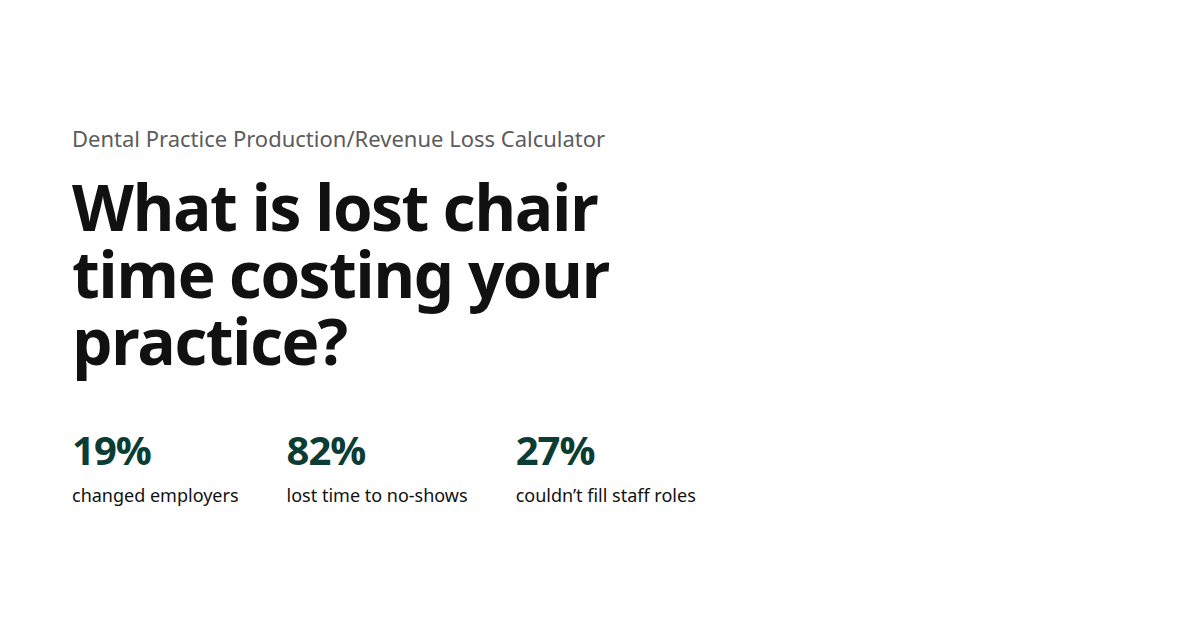 Dental Practice Production/Revenue Loss Calculator
What is lost chair
time costing your
practice?
19% 82% 27%
changed employers lost time to no-shows couldn’t fill staff roles